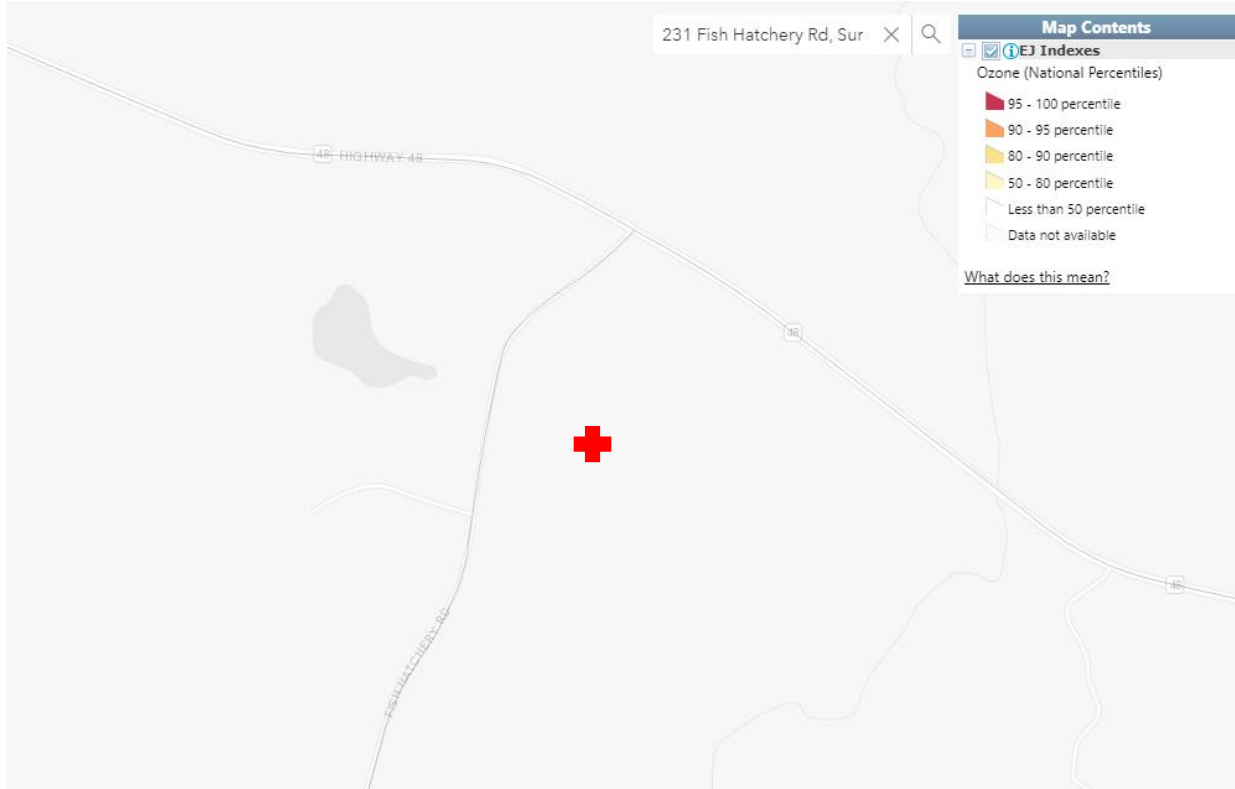 231 Fish Hatchery Rd, Sur
Map Contents
EJ Indexes
Ozone (National Percentiles)
95 - 100 percentile
90 - 95 percentile
80 - 90 percentile
50 - 80 percentile
Less than 50 percentile
Data not available
What does this mean?
48 HIGHWAY 48
48
48
FISH HATCHERY RD